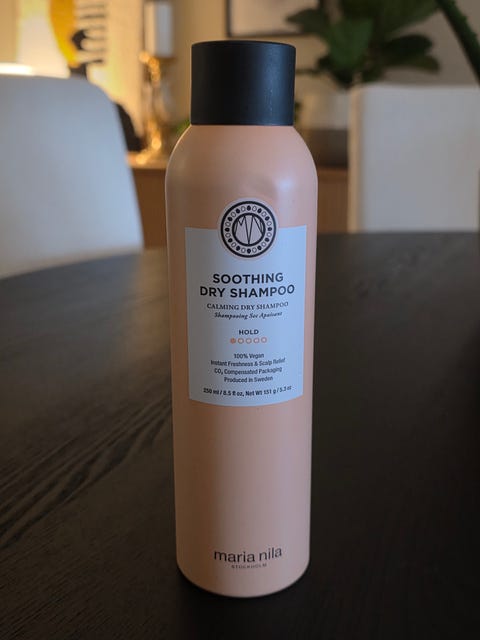 SOOTHING
DRY SHAMPOO
CALMING DRY SHAMPOO
Shampooing Sec Apaisant
HOLD
100% Vegan
Instant Freshness & Scalp Relief
CO₂ Compensated Packaging
Produced in Sweden
250 ml / 8.5 fl oz, Net Wt 151 g / 5.3 oz
maria nila
STOCKHOLM